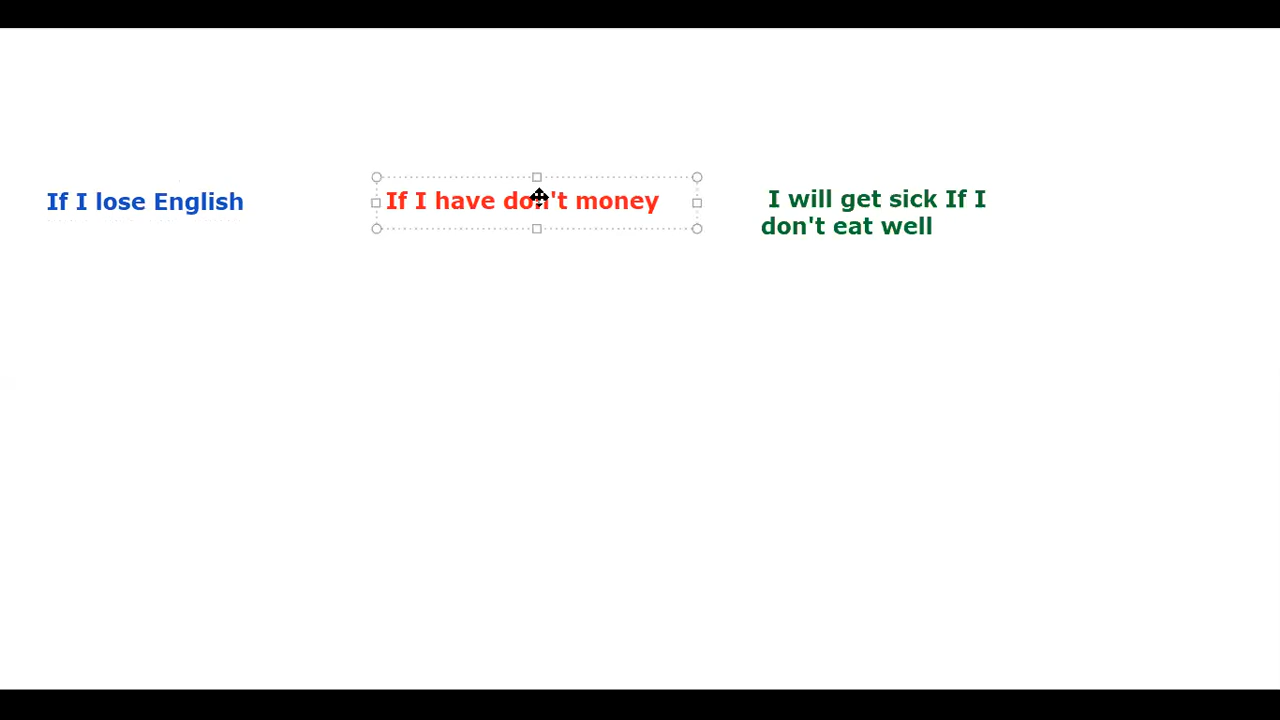 If I lose English
If I have don't money
I will get sick If I
don't eat well